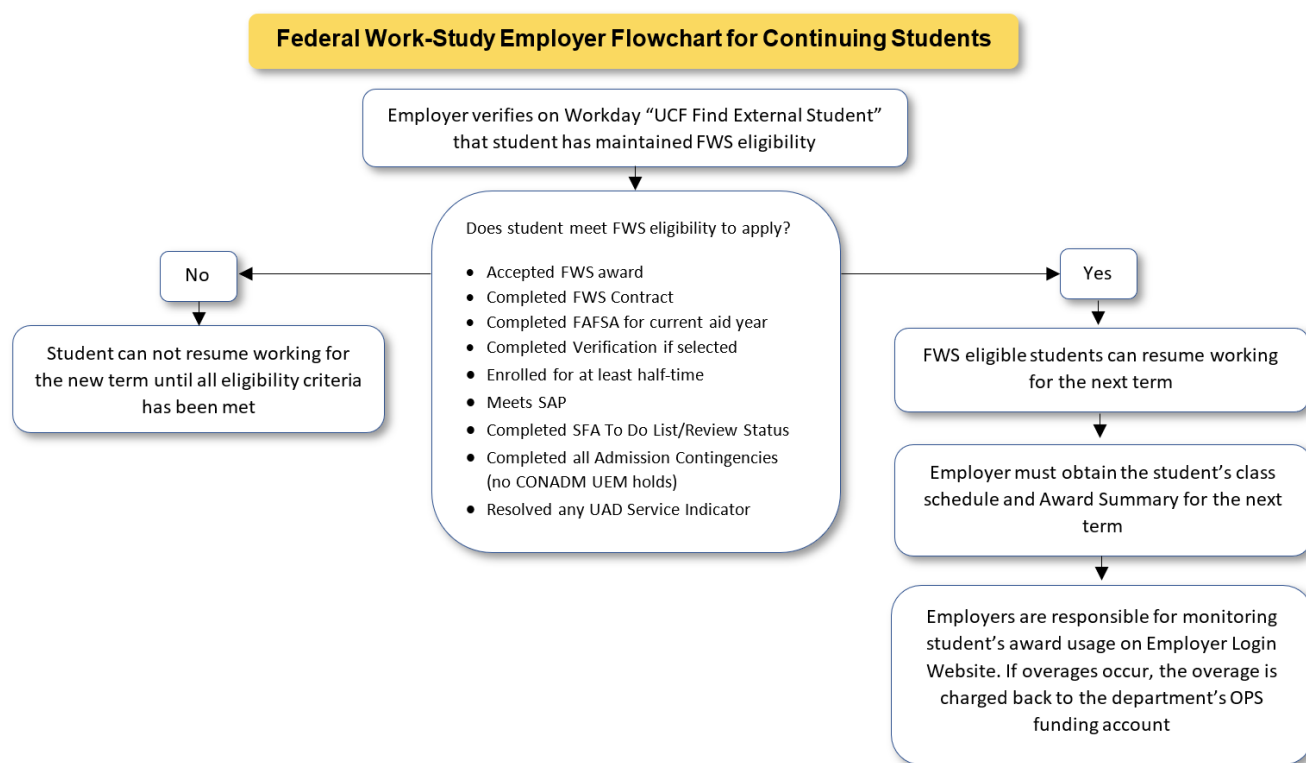 Federal Work-Study Employer Flowchart for Continuing Students
Employer verifies on Workday “UCF Find External Student”
that student has maintained FWS eligibility
Does student meet FWS eligibility to apply?
• Accepted FWS award
• Completed FWS Contract
• Completed FAFSA for current aid year
• Completed Verification if selected
• Enrolled for at least half-time
• Meets SAP
• Completed SFA To Do List/Review Status
• Completed all Admission Contingencies
(no CONADM UEM holds)
• Resolved any UAD Service Indicator
No
Student can not resume working for
the new term until all eligibility criteria
has been met
Yes
FWS eligible students can resume working
for the next term
Employer must obtain the student’s class
schedule and Award Summary for the next
term
Employers are responsible for monitoring
student’s award usage on Employer Login
Website. If overages occur, the overage is
charged back to the department’s OPS
funding account